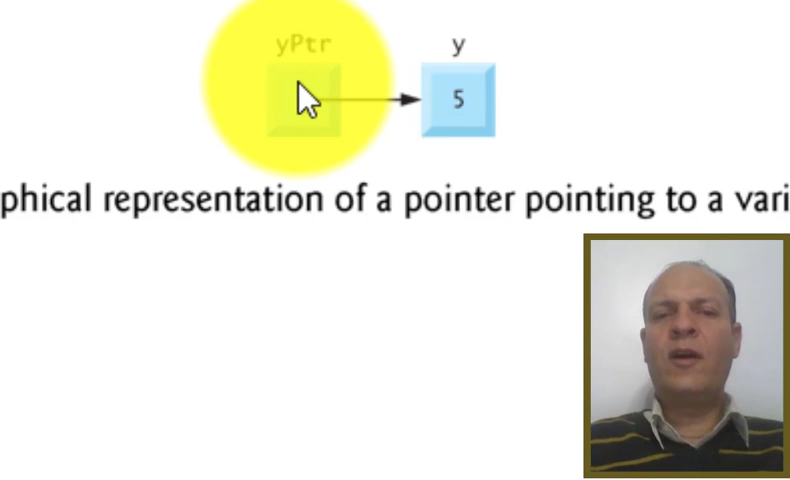 yPtr y
5
phical representation of a pointer pointing to a vari